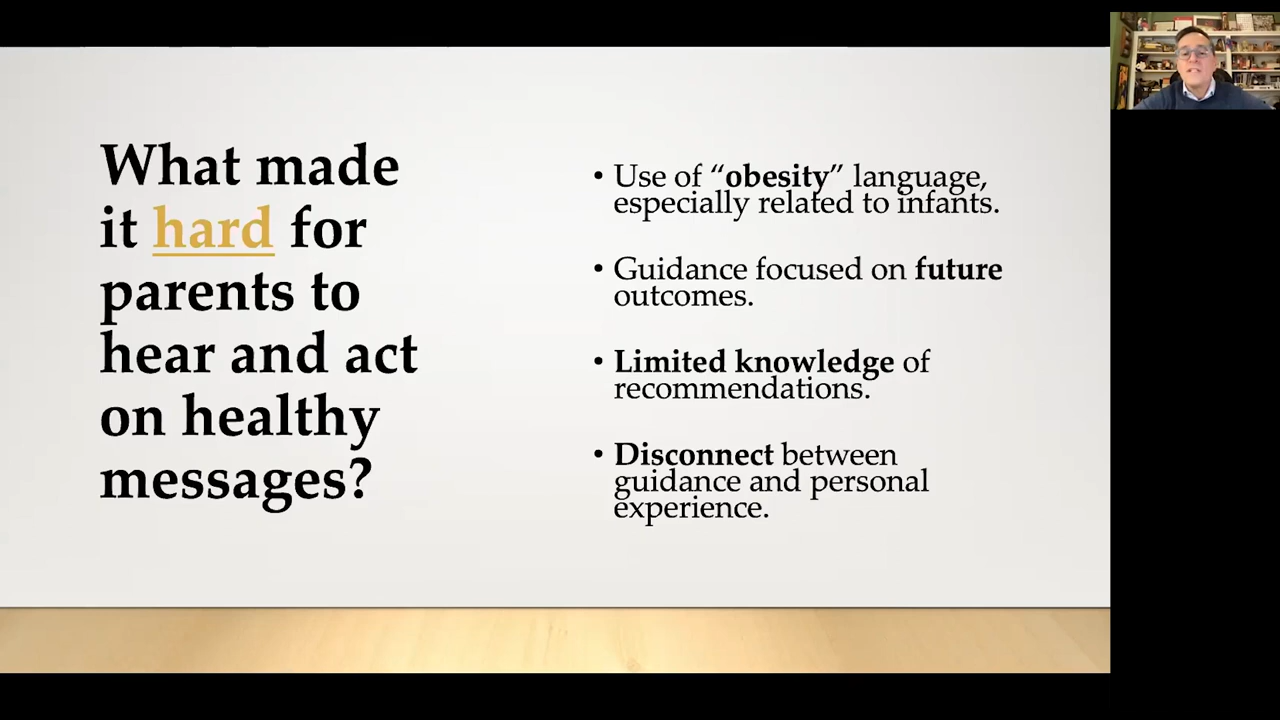 What made
it hard for
parents to
hear and act
on healthy
messages?
• Use of “obesity” language,
especially related to infants.
• Guidance focused on future
outcomes.
• Limited knowledge of
recommendations.
• Disconnect between
guidance and personal
experience.